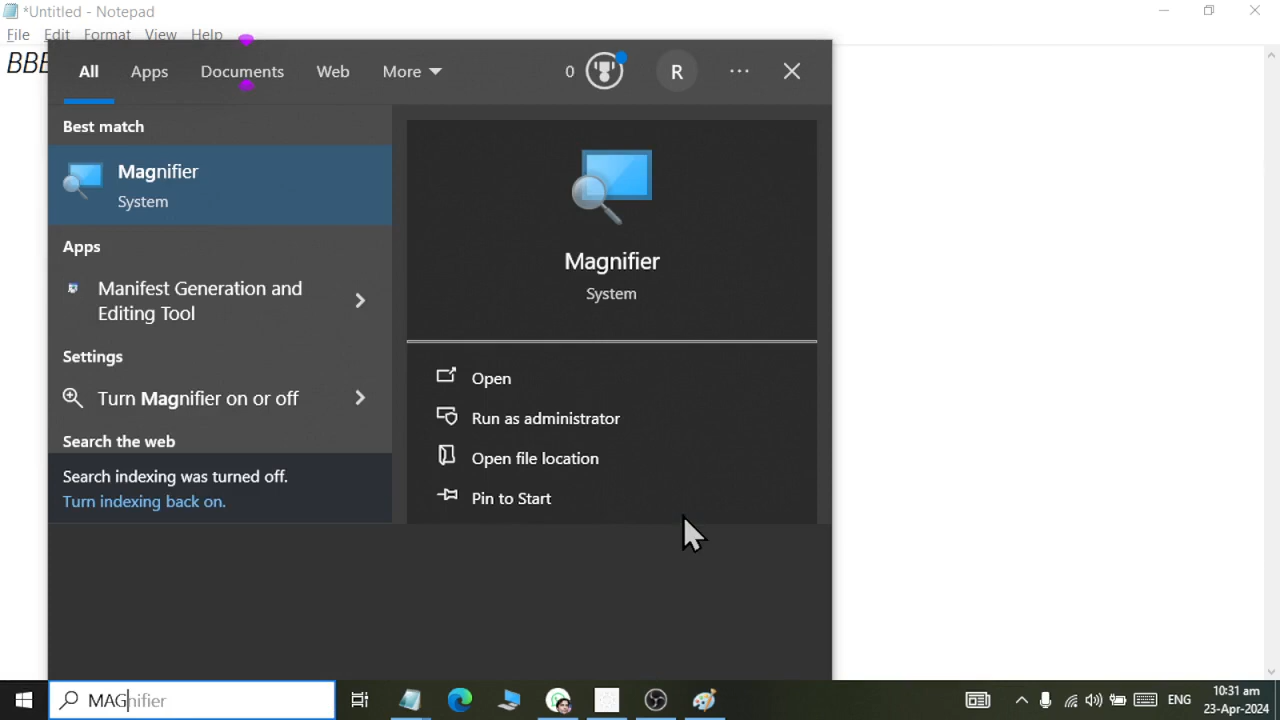 *Untitled - Notepad
File Edit Format View Help
BBB
All Apps Documents Web More 0 R ...
Best match
Magnifier
System
Apps
Manifest Generation and
Editing Tool
Settings
Turn Magnifier on or off
Search the web
Search indexing was turned off.
Turn indexing back on.
Magnifier
System
Open
Run as administrator
Open file location
Pin to Start
MAGnifier
ENG
10:31 am
23-Apr-2024